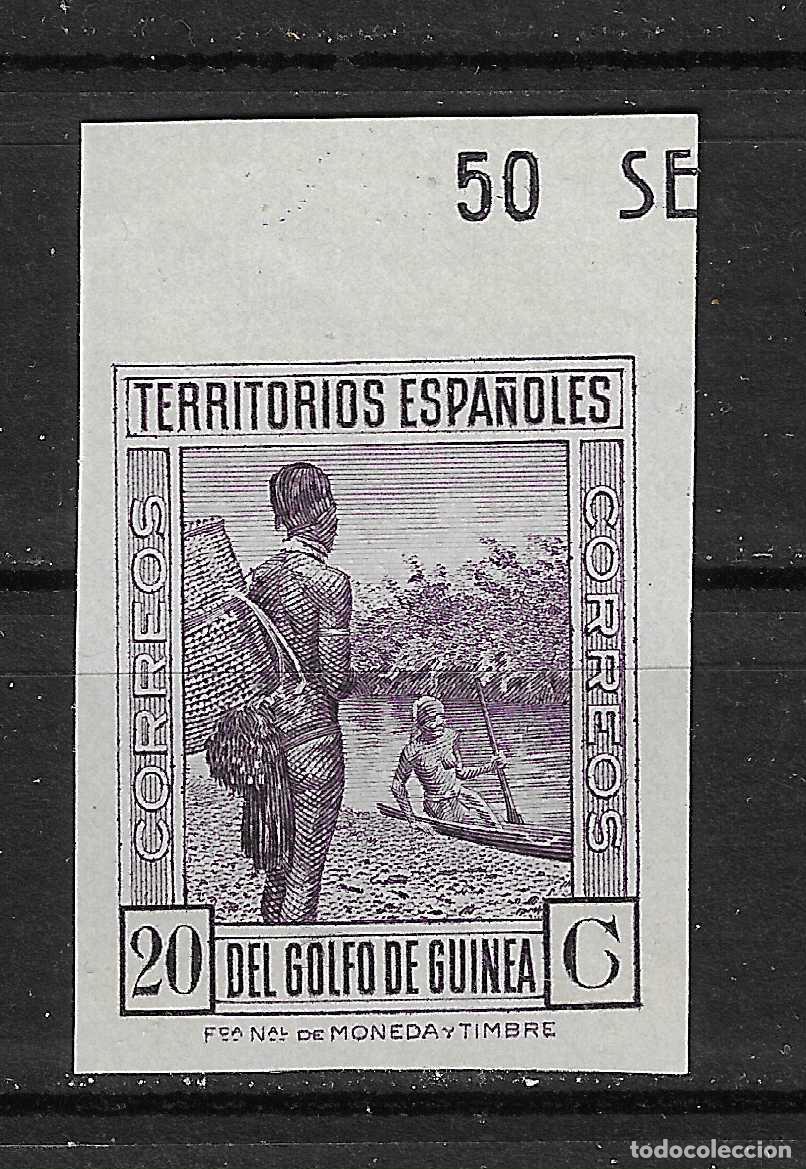 50 SE
TERRITORIOS ESPAÑOLES
CORREOS
CORREOS
20 DEL GOLFO DE GUINEA C
FCA NAL DE MONEDA Y TIMBRE
todocoleccion